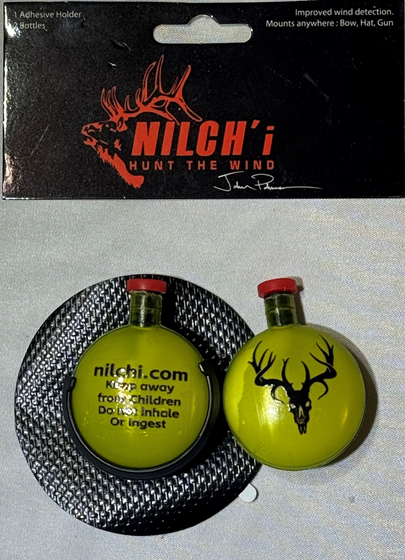 1 Adhesive Holder
2 Bottles
Improved wind detection.
Mounts anywhere : Bow, Hat, Gun
NILCH'i
HUNT THE WIND
nilchi.com
Keep away
from Children
Do Not Inhale
Or Ingest